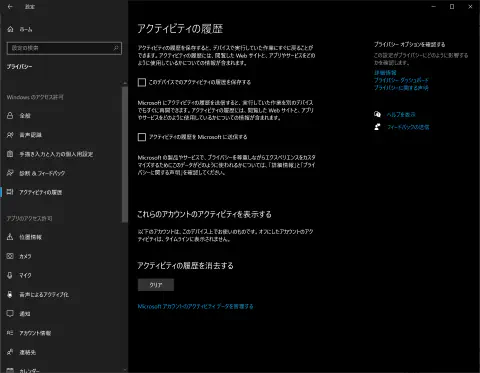 設定
ホーム
設定の検索
プライバシー
Windows のアクセス許可
全般
音声認識
手描き入力と入力の個人用設定
診断 & フィードバック
アクティビティの履歴
アプリのアクセス許可
位置情報
カメラ
マイク
音声によるアクティブ化
通知
アカウント情報
連絡先
カレンダー
アクティビティの履歴
アクティビティの履歴を保存すると、デバイスで実行していた作業にすぐに戻ることが
できます。アクティビティの履歴には、閲覧した Web サイトと、アプリやサービスをど
のように使用しているかについての情報が含まれます。
このデバイスでのアクティビティの履歴を保存する
Microsoft にアクティビティの履歴を送信すると、実行していた作業を別のデバイス
でもすぐに再開できます。アクティビティの履歴には、閲覧した Web サイトと、アプリ
やサービスをどのように使用しているかについての情報が含まれます。
アクティビティの履歴を Microsoft に送信する
Microsoft の製品やサービスで、プライバシーを尊重しながらエクスペリエンスをカスタ
マイズするためにこのデータがどのように使われるかについては、「詳細情報」と「プライ
バシーに関する声明」を確認してください。
これらのアカウントのアクティビティを表示する
以下のアカウントは、このデバイス上でお使いのものです。オフにしたアカウントのアク
ティビティは、タイムラインに表示されません。
アクティビティの履歴を消去する
クリア
Microsoft アカウントのアクティビティ データを管理する
プライバシー オプションを確認する
この設定がプライバシーにどのように影響する
かを確認します。
詳細情報
プライバシー ダッシュボード
プライバシーに関する声明
ヘルプを表示
フィードバックの送信